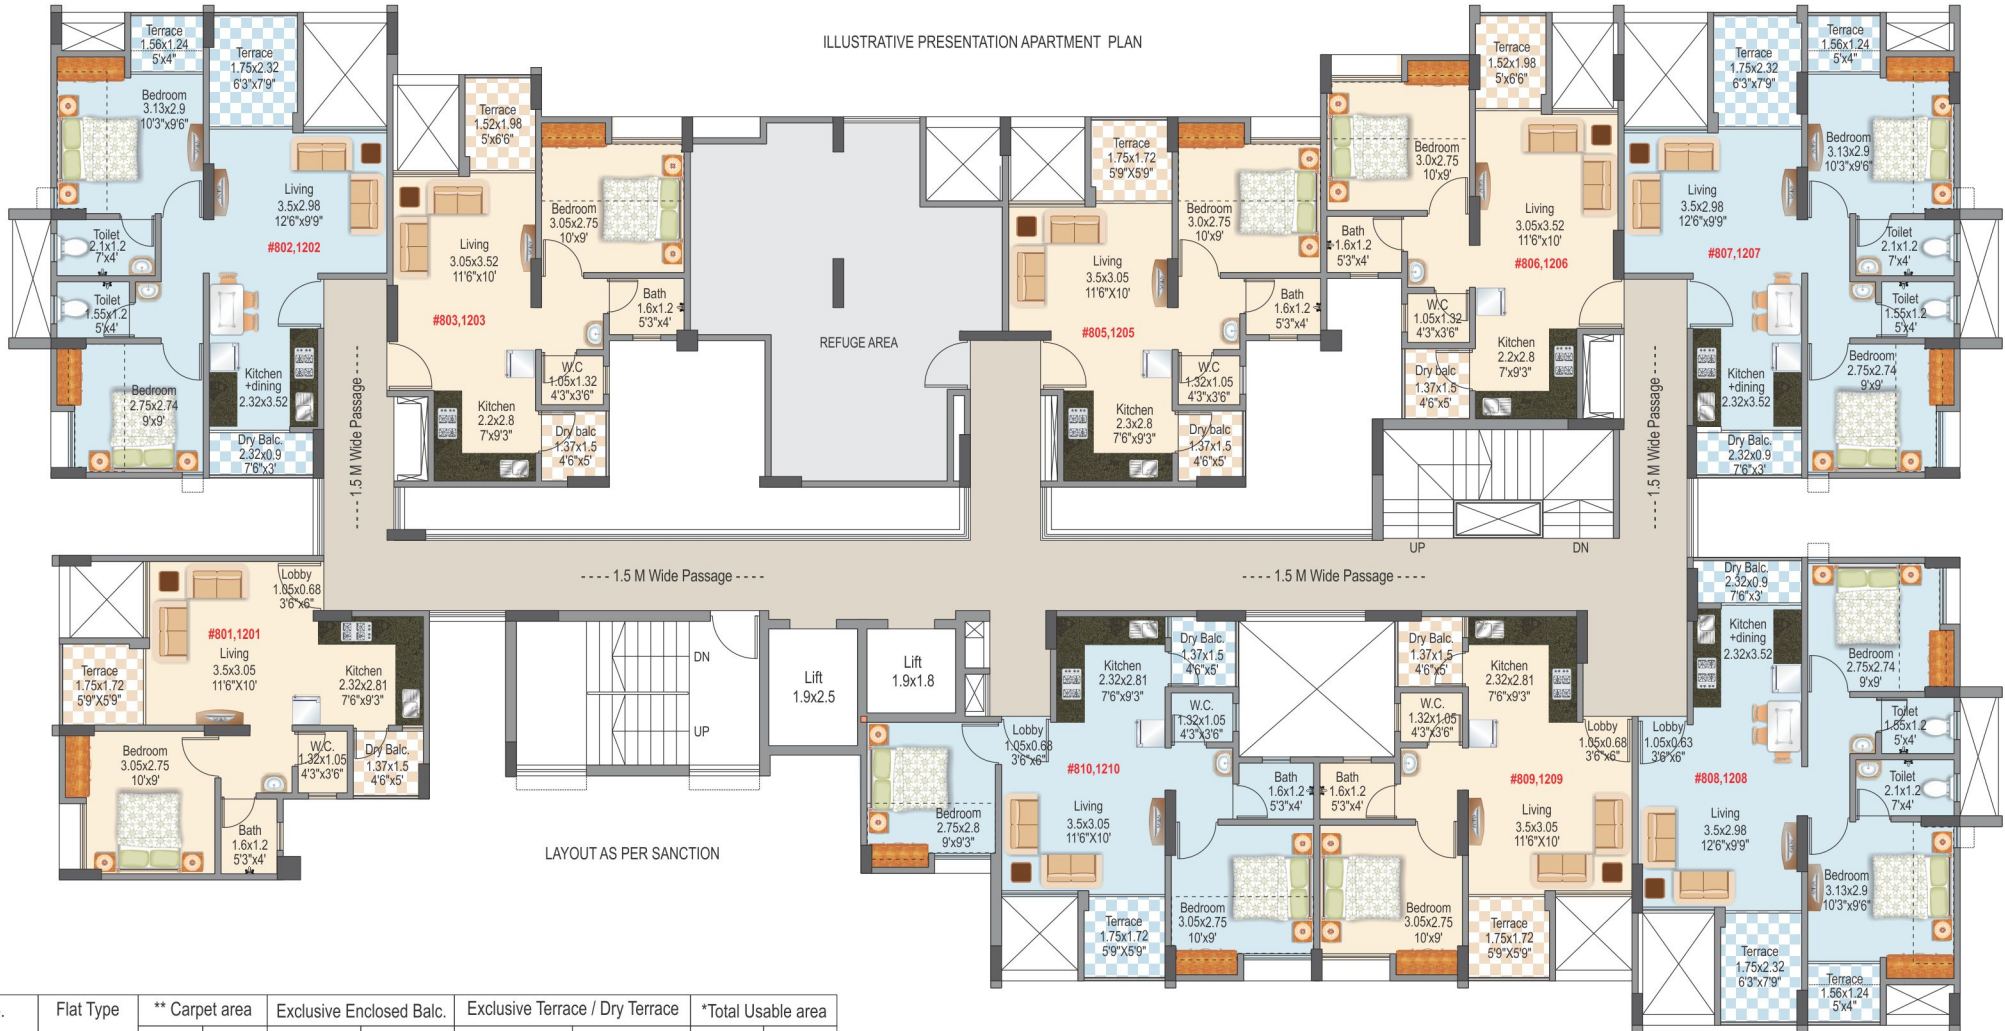 ILLUSTRATIVE PRESENTATION APARTMENT PLAN
Terrace
1.56x1.24
5'x4"
Terrace
1.75x2.32
6'3"x7'9"
Bedroom
3.13x2.9
10'3"x9'6"
Living
3.5x2.98
12'6"x9'9"
#802,1202
Toilet
2.1x1.2
7'x4'
Toilet
1.55x1.2
5'x4'
Bedroom
2.75x2.74
9'x9'
Kitchen
+dining
2.32x3.52
Dry Balc.
2.32x0.9
7'6"x3'
---- 1.5 M Wide Passage ----
Terrace
1.52x1.98
5'x6'6"
Living
3.05x3.52
11'6"x10'
#803,1203
Bedroom
3.05x2.75
10'x9'
Bath
1.6x1.2
5'3"x4'
W.C
1.05x1.32
4'3"x3'6"
Kitchen
2.2x2.8
7'x9'3"
Dry balc
1.37x1.5
4'6"x5'
REFUGE AREA
Terrace
1.75x1.72
5'9"X5'9"
Living
3.5x3.05
11'6"X10'
#805,1205
Bedroom
3.0x2.75
10'x9'
Bath
1.6x1.2
5'3"x4'
W.C
1.32x1.05
4'3"x3'6"
Kitchen
2.3x2.8
7'6"x9'3"
Dry balc
1.37x1.5
4'6"x5'
Terrace
1.52x1.98
5'x6'6"
Bedroom
3.0x2.75
10'x9'
Living
3.05x3.52
11'6"x10'
#806,1206
Bath
1.6x1.2
5'3"x4'
W.C
1.05x1.32
4'3"x3'6"
Kitchen
2.2x2.8
7'x9'3"
Dry balc
1.37x1.5
4'6"x5'
UP
DN
Terrace
1.75x2.32
6'3"x7'9"
Terrace
1.56x1.24
5'x4"
Bedroom
3.13x2.9
10'3"x9'6"
Living
3.5x2.98
12'6"x9'9"
#807,1207
Toilet
2.1x1.2
7'x4'
Toilet
1.55x1.2
5'x4'
Bedroom
2.75x2.74
9'x9'
Kitchen
+dining
2.32x3.52
Dry Balc.
2.32x0.9
7'6"x3'
---- 1.5 M Wide Passage ----
---- 1.5 M Wide Passage ----
---- 1.5 M Wide Passage ----
Lobby
1.05x0.68
3'6"x6"
#801,1201
Living
3.5x3.05
11'6"X10'
Terrace
1.75x1.72
5'9"X5'9"
Kitchen
2.32x2.81
7'6"x9'3"
Bedroom
3.05x2.75
10'x9'
W.C.
1.32x1.05
4'3"x3'6"
Dry Balc.
1.37x1.5
4'6"x5'
Bath
1.6x1.2
5'3"x4'
DN
UP
Lift
1.9x2.5
Lift
1.9x1.8
LAYOUT AS PER SANCTION
Kitchen
2.32x2.81
7'6"x9'3"
Dry Balc.
1.37x1.5
4'6"x5'
W.C.
1.32x1.05
4'3"x3'6"
Lobby
1.05x0.68
3'6"x6"
#810,1210
Bath
1.6x1.2
5'3"x4'
Bedroom
2.75x2.8
9'x9'3"
Living
3.5x3.05
11'6"X10'
Terrace
1.75x1.72
5'9"X5'9"
Bedroom
3.05x2.75
10'x9'
Dry Balc.
1.37x1.5
4'6"x5'
Kitchen
2.32x2.81
7'6"x9'3"
W.C.
1.32x1.05
4'3"x3'6"
Lobby
1.05x0.68
3'6"x6"
#809,1209
Bath
1.6x1.2
5'3"x4'
Living
3.5x3.05
11'6"X10'
Bedroom
3.05x2.75
10'x9'
Terrace
1.75x1.72
5'9"X5'9"
Dry Balc.
2.32x0.9
7'6"x3'
Kitchen
+dining
2.32x3.52
Bedroom
2.75x2.74
9'x9'
Toilet
1.55x1.2
5'x4'
Lobby
1.05x0.63
3'6"x6"
#808,1208
Toilet
2.1x1.2
7'x4'
Living
3.5x2.98
12'6"x9'9"
Bedroom
3.13x2.9
10'3"x9'6"
Terrace
1.75x2.32
6'3"x7'9"
Terrace
1.56x1.24
5'x4"
Flat Type ** Carpet area Exclusive Enclosed Balc. Exclusive Terrace / Dry Terrace *Total Usable area